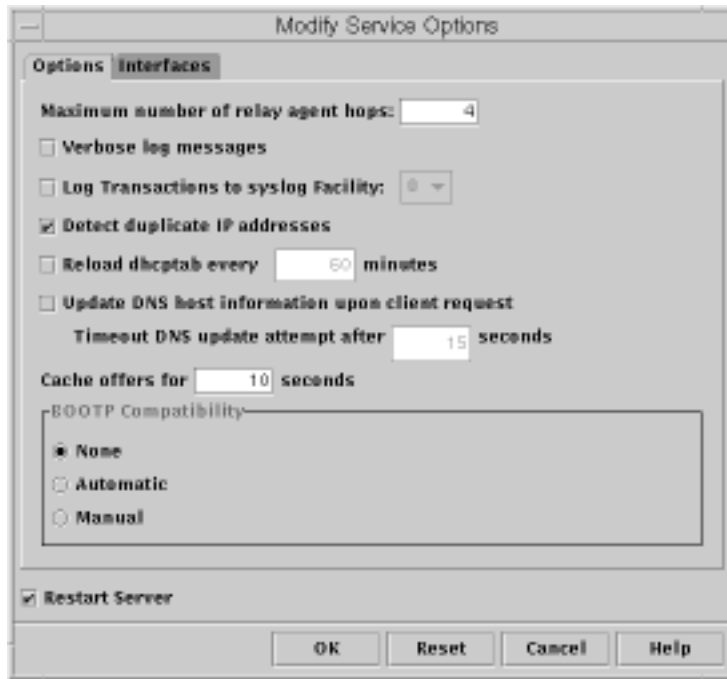 Modify Service Options
Options Interfaces
Maximum number of relay agent hops: 4
Verbose log messages
Log Transactions to syslog Facility: 0
Detect duplicate IP addresses
Reload dhcptab every 60 minutes
Update DNS host information upon client request
Timeout DNS update attempt after 15 seconds
Cache offers for 10 seconds
BOOTP Compatibility
None
Automatic
Manual
Restart Server
OK Reset Cancel Help